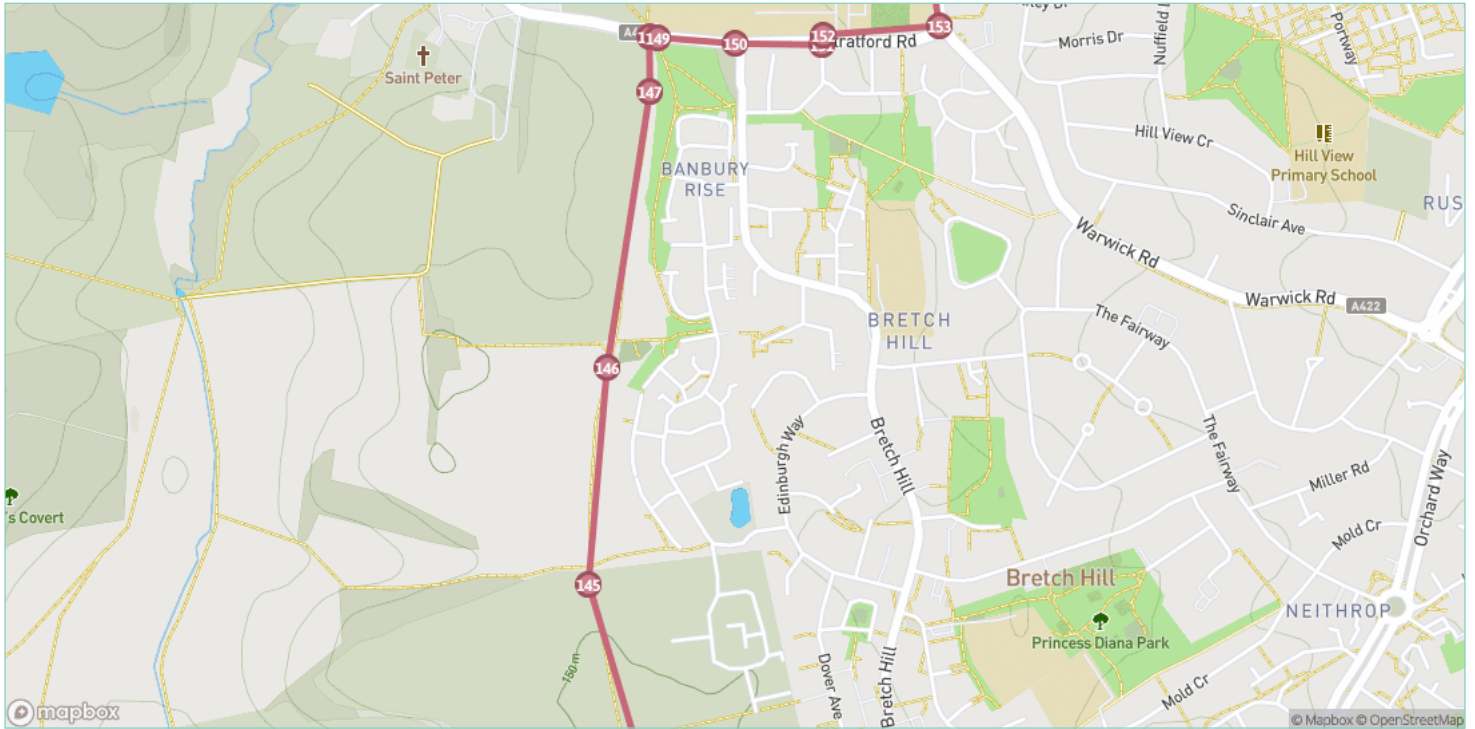 A4
1149
150
152
153
ratford Rd
Morris Dr
Nuffield
Portway
Saint Peter
147
Hill View Cr
Hill View
Primary School
BANBURY
RISE
RUS
Sinclair Ave
Warwick Rd
Warwick Rd
A422
BRETCH
HILL
The Fairway
146
Edinburgh Way
Bretch Hill
The Fairway
Miller Rd
Orchard Way
's Covert
Mold Cr
145
Bretch Hill
NEITHROP
Princess Diana Park
160 m
Dover Ave
Bretch Hill
Mold Cr
mapbox
© Mapbox © OpenStreetMap